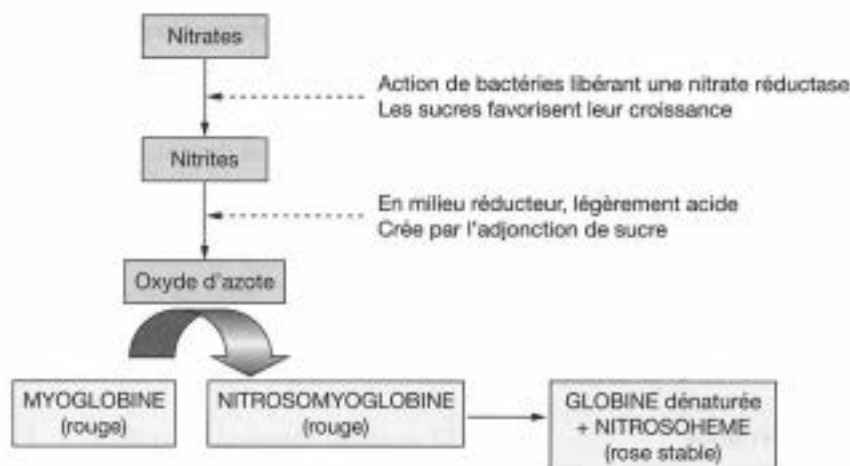 Nitrates
Action de bactéries libérant une nitrate réductase
Les sucres favorisent leur croissance
Nitrites
En milieu réducteur, légèrement acide
Crée par l'adjonction de sucre
Oxyde d'azote
MYOGLOBINE
(rouge)
NITROSOMYOGLOBINE
(rouge)
GLOBINE dénaturée
+ NITROSOHEME
(rose stable)